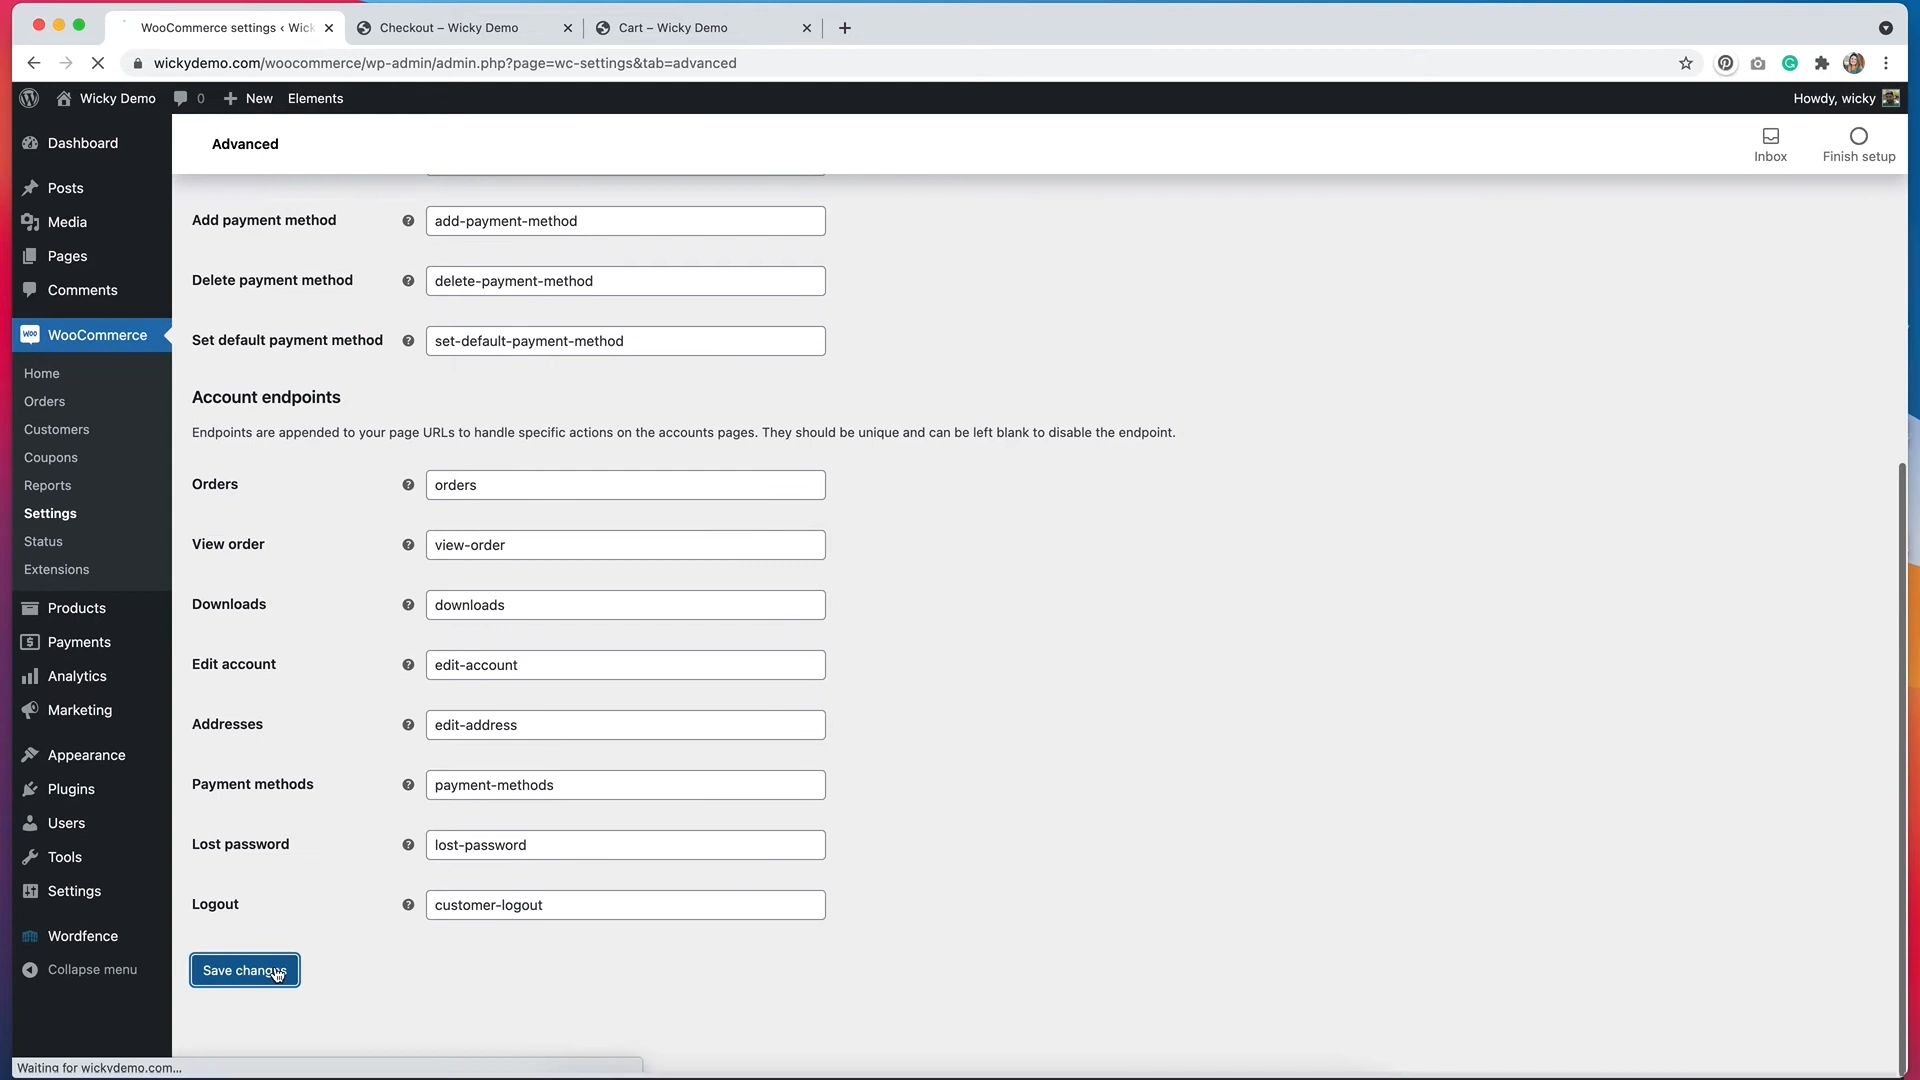 WooCommerce settings ‹ Wick
Checkout – Wicky Demo
Cart – Wicky Demo
wickydemo.com/woocommerce/wp-admin/admin.php?page=wc-settings&tab=advanced
Wicky Demo
0
New
Elements
Howdy, wicky
Dashboard
Posts
Media
Pages
Comments
Woo
WooCommerce
Home
Orders
Customers
Coupons
Reports
Settings
Status
Extensions
Products
Payments
Analytics
Marketing
Appearance
Plugins
Users
Tools
Settings
Wordfence
Collapse menu
Advanced
Inbox
Finish setup
Add payment method
add-payment-method
Delete payment method
delete-payment-method
Set default payment method
set-default-payment-method
Account endpoints
Endpoints are appended to your page URLs to handle specific actions on the accounts pages. They should be unique and can be left blank to disable the endpoint.
Orders
orders
View order
view-order
Downloads
downloads
Edit account
edit-account
Addresses
edit-address
Payment methods
payment-methods
Lost password
lost-password
Logout
customer-logout
Save changes
Waiting for wickydemo.com...